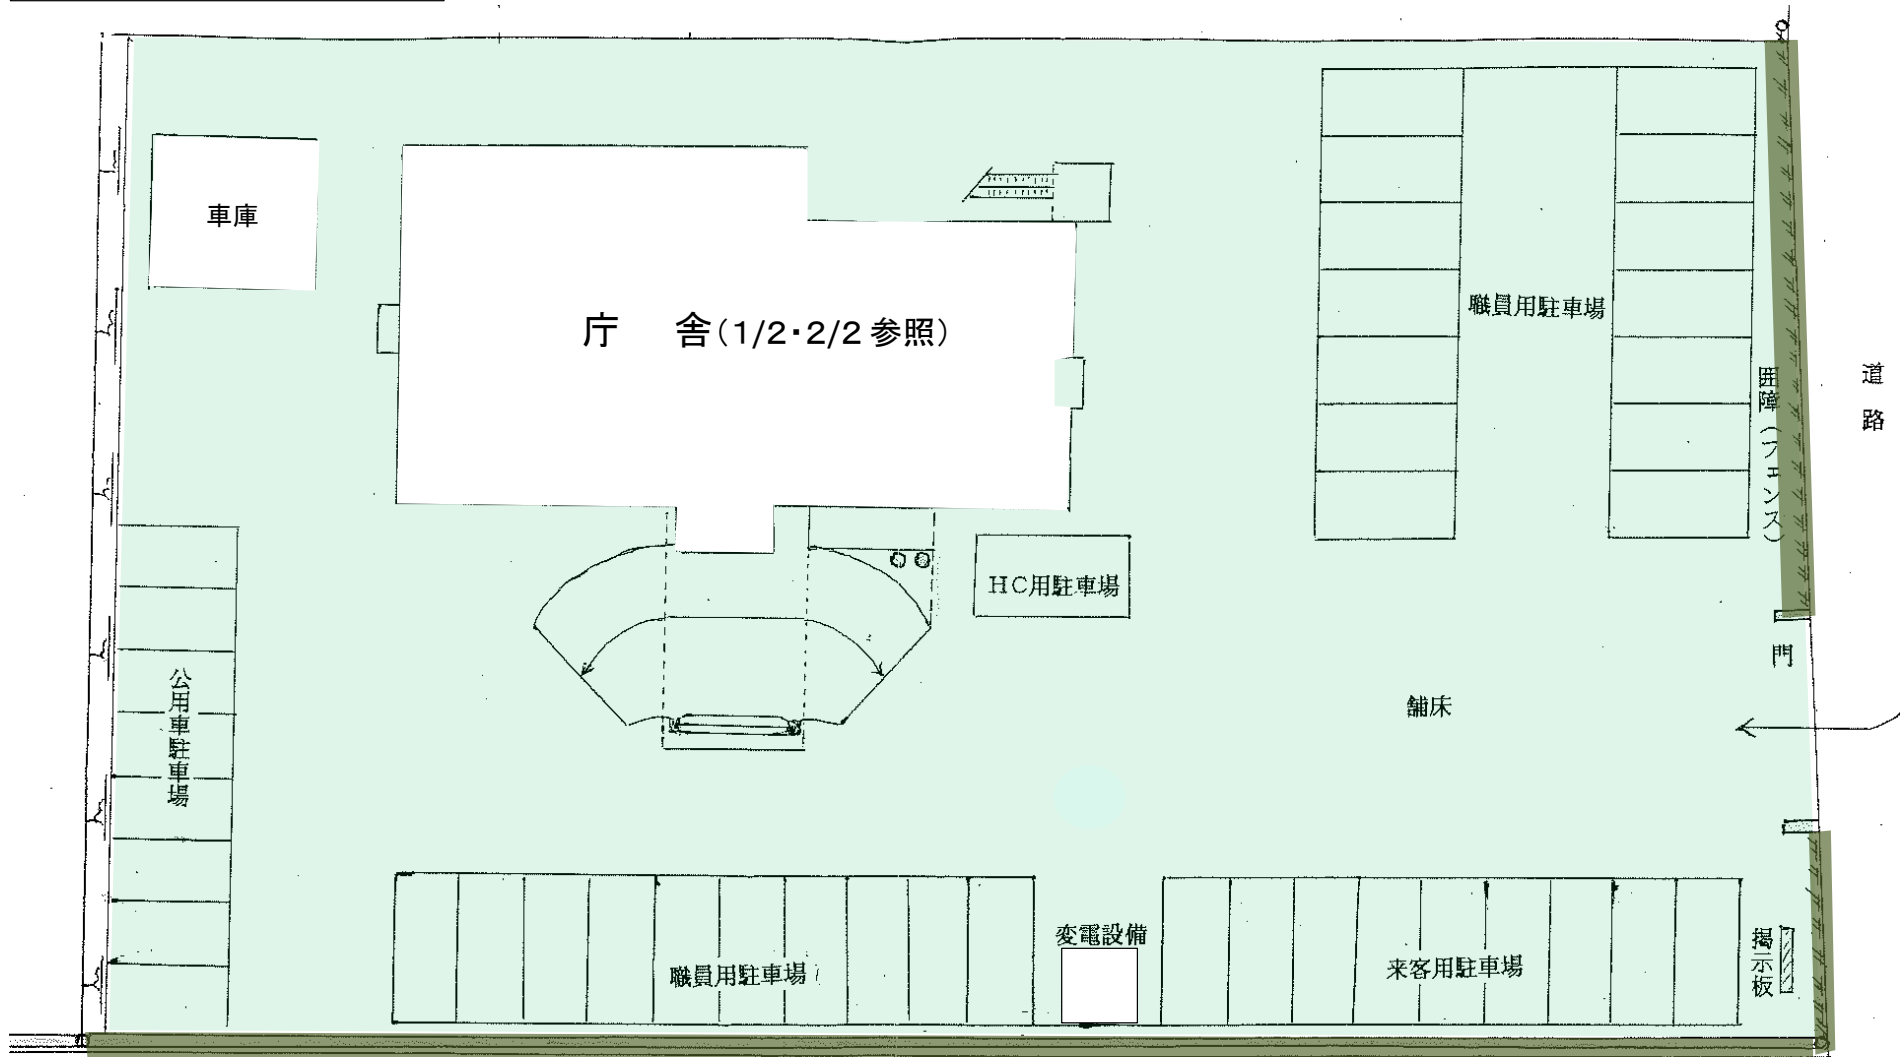 車庫
庁 舎(1/2・2/2 参照)
職員用駐車場
囲障(フェンス)
道路
HC用駐車場
門
公用車駐車場
舗床
変電設備
職員用駐車場
来客用駐車場
掲示板